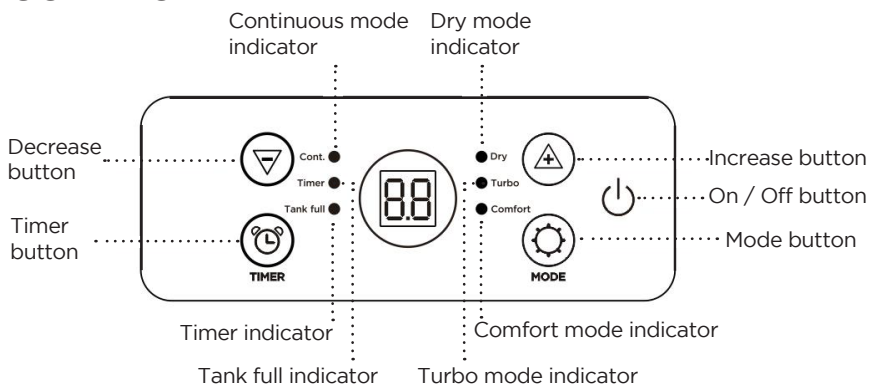 Continuous mode
indicator
Dry mode
indicator
Decrease
button
Timer
button
Cont.
Timer
Tank full
TIMER
8.8
Dry
Turbo
Comfort
MODE
Increase button
On / Off button
Mode button
Timer indicator
Comfort mode indicator
Tank full indicator
Turbo mode indicator